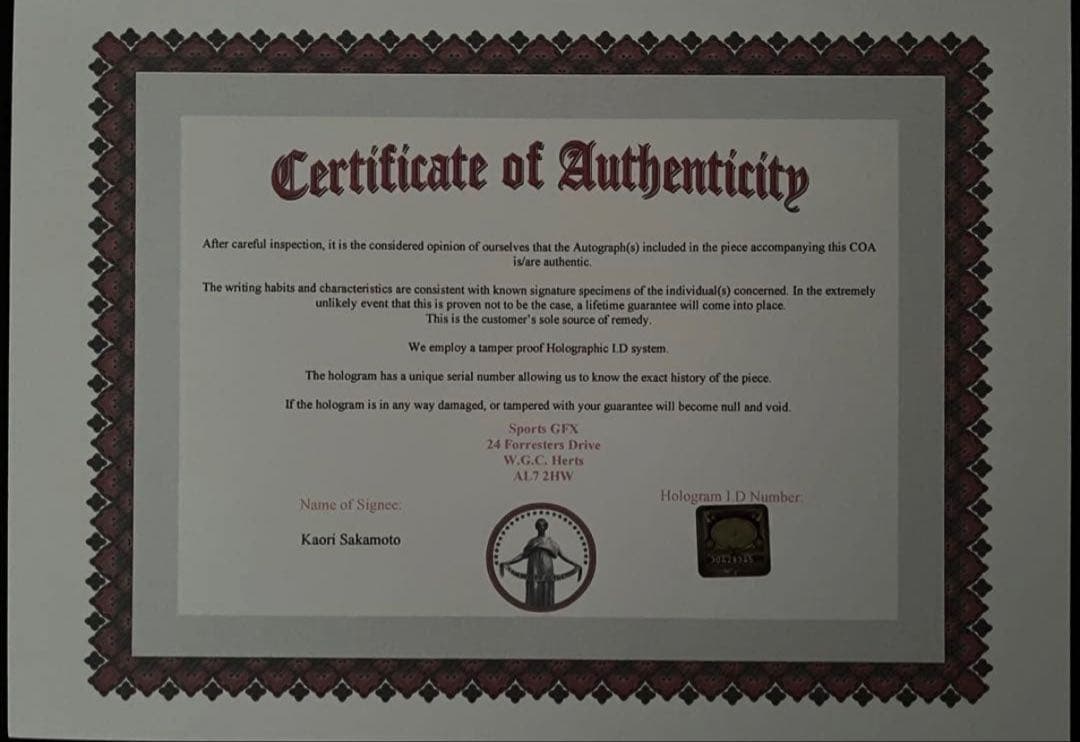 Certificate of Authenticity
After careful inspection, it is the considered opinion of ourselves that the Autograph(s) included in the piece accompanying this COA
is/are authentic.
The writing habits and characteristics are consistent with known signature specimens of the individual(s) concerned. In the extremely
unlikely event that this is proven not to be the case, a lifetime guarantee will come into place.
This is the customer's sole source of remedy.
We employ a tamper proof Holographic I.D system.
The hologram has a unique serial number allowing us to know the exact history of the piece.
If the hologram is in any way damaged, or tampered with your guarantee will become null and void.
Sports GFX
24 Forresters Drive
W.G.C. Herts
AL7 2HW
Name of Signee:
Hologram I.D Number:
Kaori Sakamoto